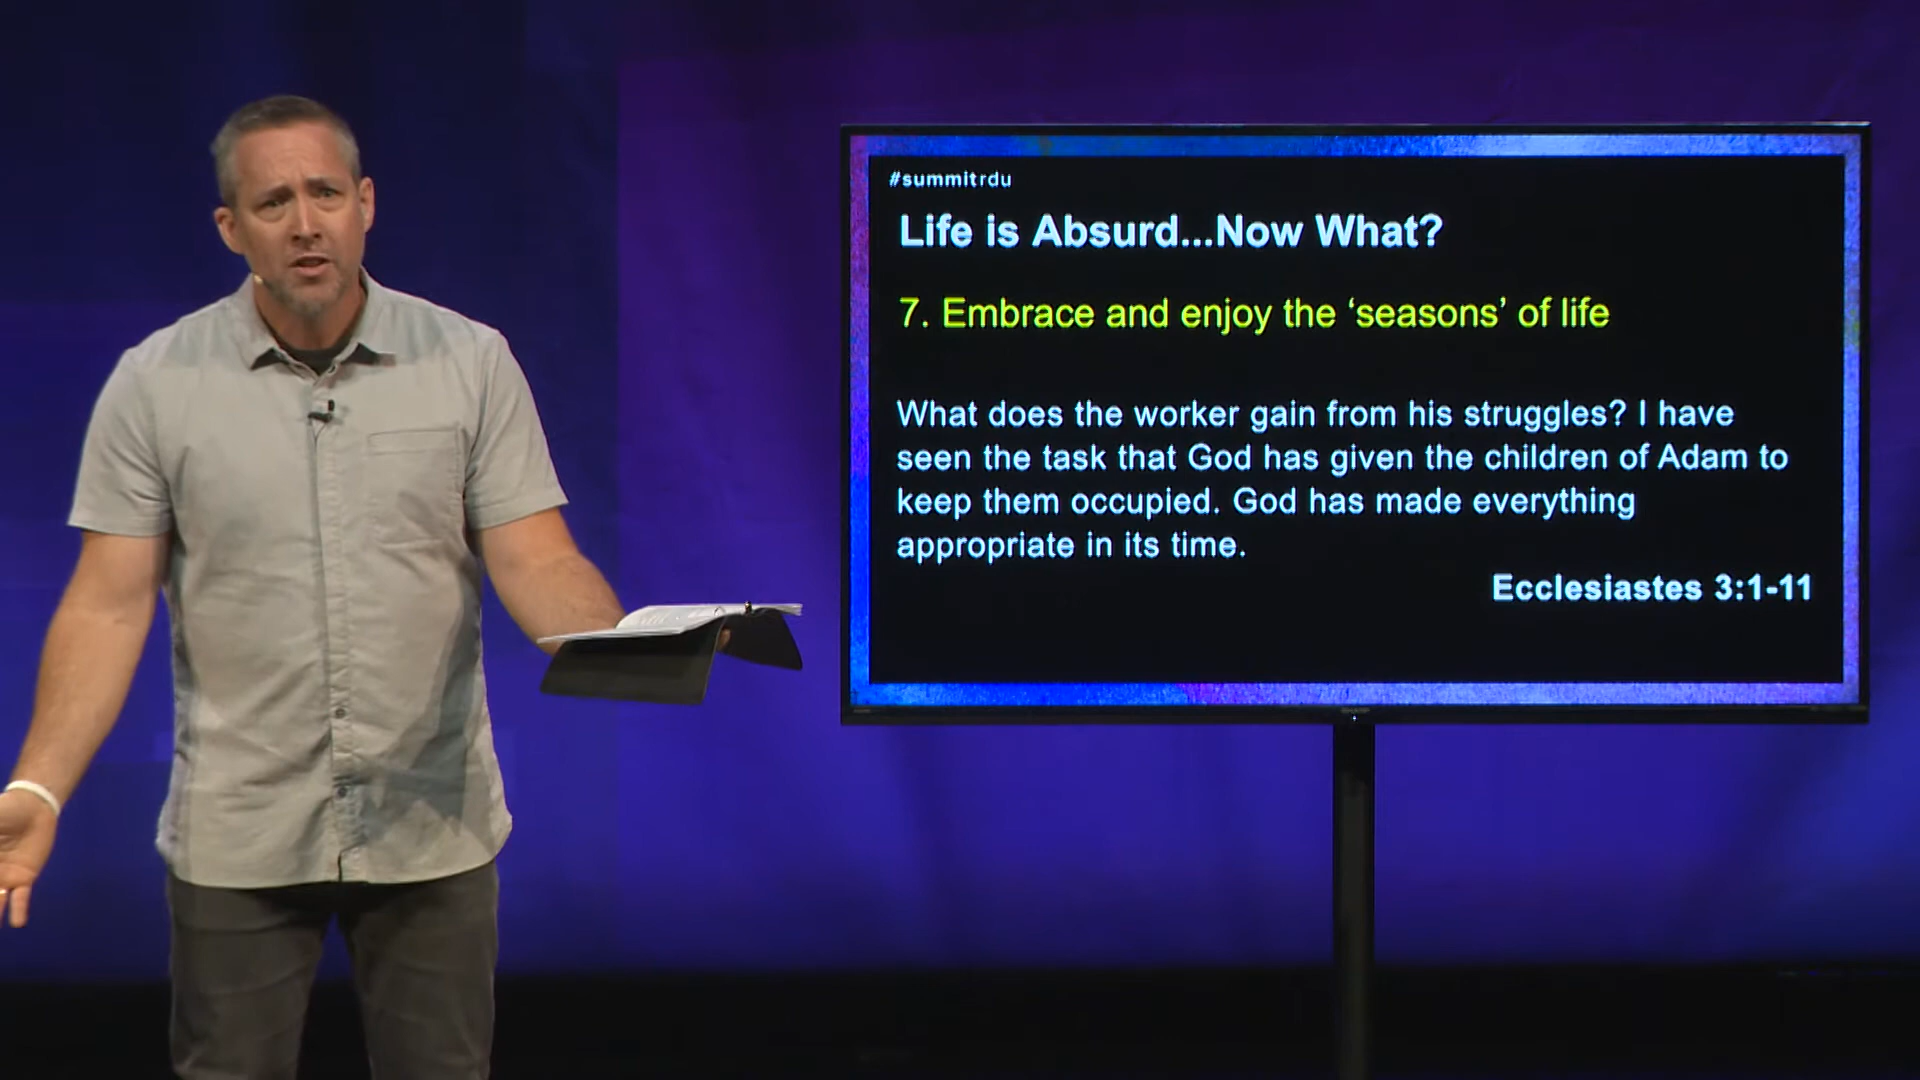 #summitrdu
Life is Absurd...Now What?
7. Embrace and enjoy the ‘seasons’ of life
What does the worker gain from his struggles? I have
seen the task that God has given the children of Adam to
keep them occupied. God has made everything
appropriate in its time.
Ecclesiastes 3:1-11